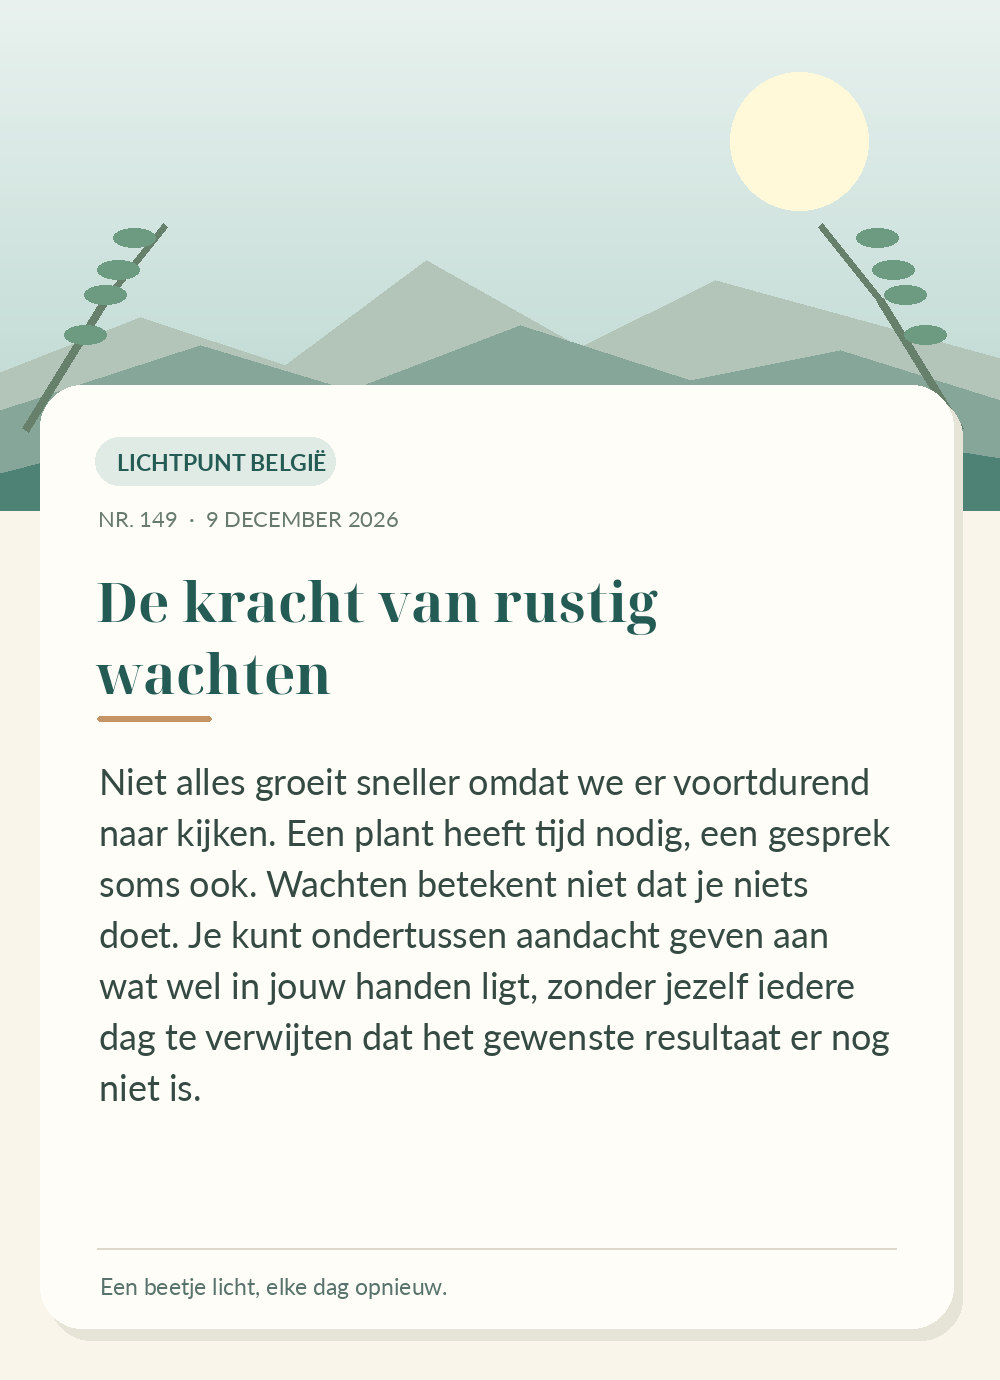 LICHTPUNT BELGIË
NR. 149 · 9 DECEMBER 2026
De kracht van rustig
wachten
Niet alles groeit sneller omdat we er voortdurend
naar kijken. Een plant heeft tijd nodig, een gesprek
soms ook. Wachten betekent niet dat je niets
doet. Je kunt ondertussen aandacht geven aan
wat wel in jouw handen ligt, zonder jezelf iedere
dag te verwijten dat het gewenste resultaat er nog
niet is.
Een beetje licht, elke dag opnieuw.